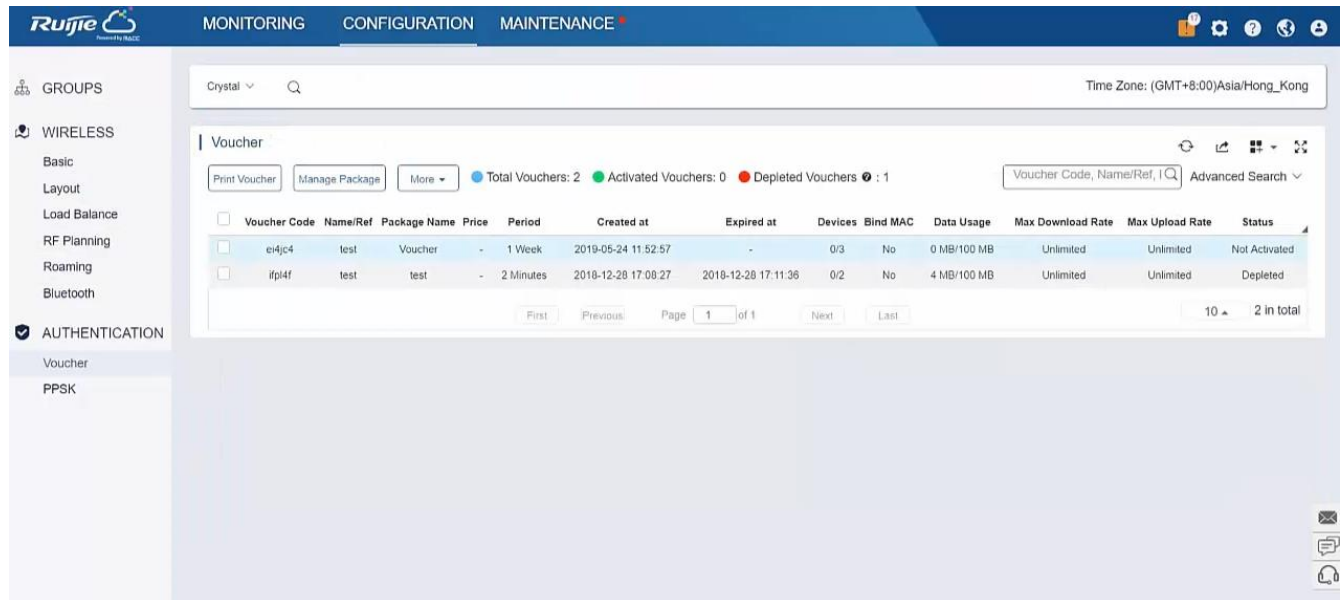 Ruijie
Powered by RACC
MONITORING CONFIGURATION MAINTENANCE
GROUPS
WIRELESS
Basic
Layout
Load Balance
RF Planning
Roaming
Bluetooth
AUTHENTICATION
Voucher
PPSK
Crystal
Time Zone: (GMT+8:00)Asia/Hong_Kong
Voucher
Print Voucher Manage Package More Total Vouchers: 2 Activated Vouchers: 0 Depleted Vouchers : 1 Voucher Code, Name/Ref, Advanced Search
Voucher Code Name/Ref Package Name Price Period Created at Expired at Devices Bind MAC Data Usage Max Download Rate Max Upload Rate Status
ei4jc4 test Voucher - 1 Week 2019-05-24 11:52:57 - 0/3 No 0 MB/100 MB Unlimited Unlimited Not Activated
ifpl4f test test - 2 Minutes 2018-12-28 17:08:27 2018-12-28 17:11:36 0/2 No 4 MB/100 MB Unlimited Unlimited Depleted
First Previous Page 1 of 1 Next Last 10 2 in total